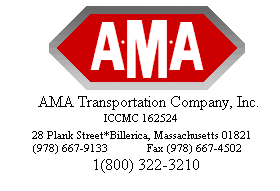 AMA
AMA Transportation Company, Inc.
ICCMC 162524
28 Plank Street*Billerica, Massachusetts 01821
(978) 667-9133 Fax (978) 667-4502
1(800) 322-3210